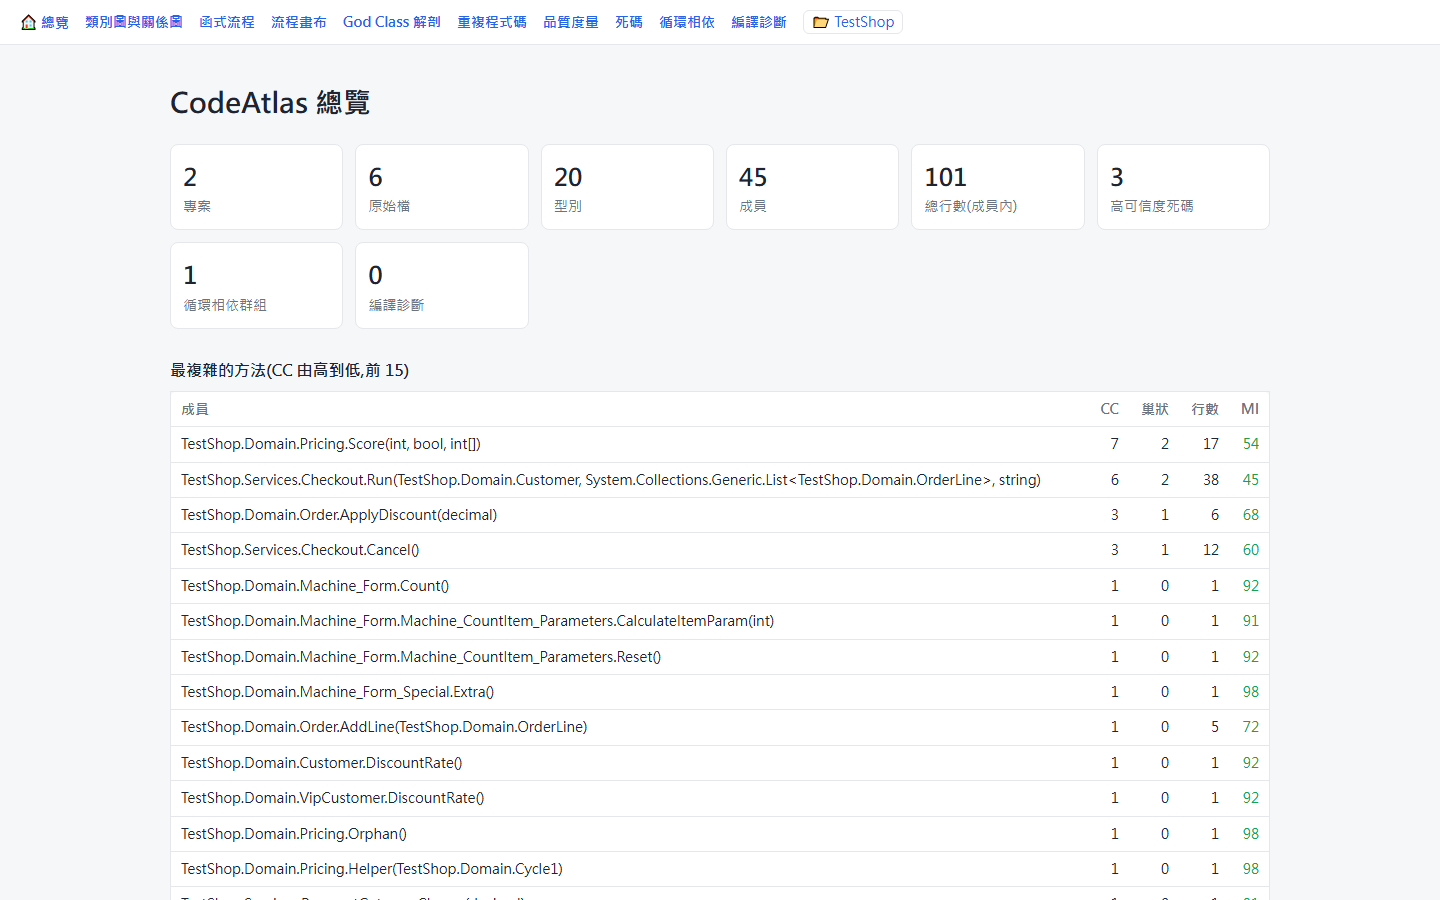 總覽 類別圖與關係圖 函式流程 流程畫布 God Class 解剖 重複程式碼 品質度量 死碼 循環相依 編譯診斷 TestShop
CodeAtlas 總覽
2 6 20 45 101 3
專案 原始檔 型別 成員 總行數(成員內) 高可信度死碼
1 0
循環相依群組 編譯診斷
最複雜的方法(CC 由高到低,前 15)
成員 CC 巢狀 行數 MI
TestShop.Domain.Pricing.Score(int, bool, int[]) 7 2 17 54
TestShop.Services.Checkout.Run(TestShop.Domain.Customer, System.Collections.Generic.List<TestShop.Domain.OrderLine>, string) 6 2 38 45
TestShop.Domain.Order.ApplyDiscount(decimal) 3 1 6 68
TestShop.Services.Checkout.Cancel() 3 1 12 60
TestShop.Domain.Machine_Form.Count() 1 0 1 92
TestShop.Domain.Machine_Form.Machine_CountItem_Parameters.CalculateItemParam(int) 1 0 1 91
TestShop.Domain.Machine_Form.Machine_CountItem_Parameters.Reset() 1 0 1 92
TestShop.Domain.Machine_Form_Special.Extra() 1 0 1 98
TestShop.Domain.Order.AddLine(TestShop.Domain.OrderLine) 1 0 5 72
TestShop.Domain.Customer.DiscountRate() 1 0 1 92
TestShop.Domain.VipCustomer.DiscountRate() 1 0 1 92
TestShop.Domain.Pricing.Orphan() 1 0 1 98
TestShop.Domain.Pricing.Helper(TestShop.Domain.Cycle1) 1 0 1 98